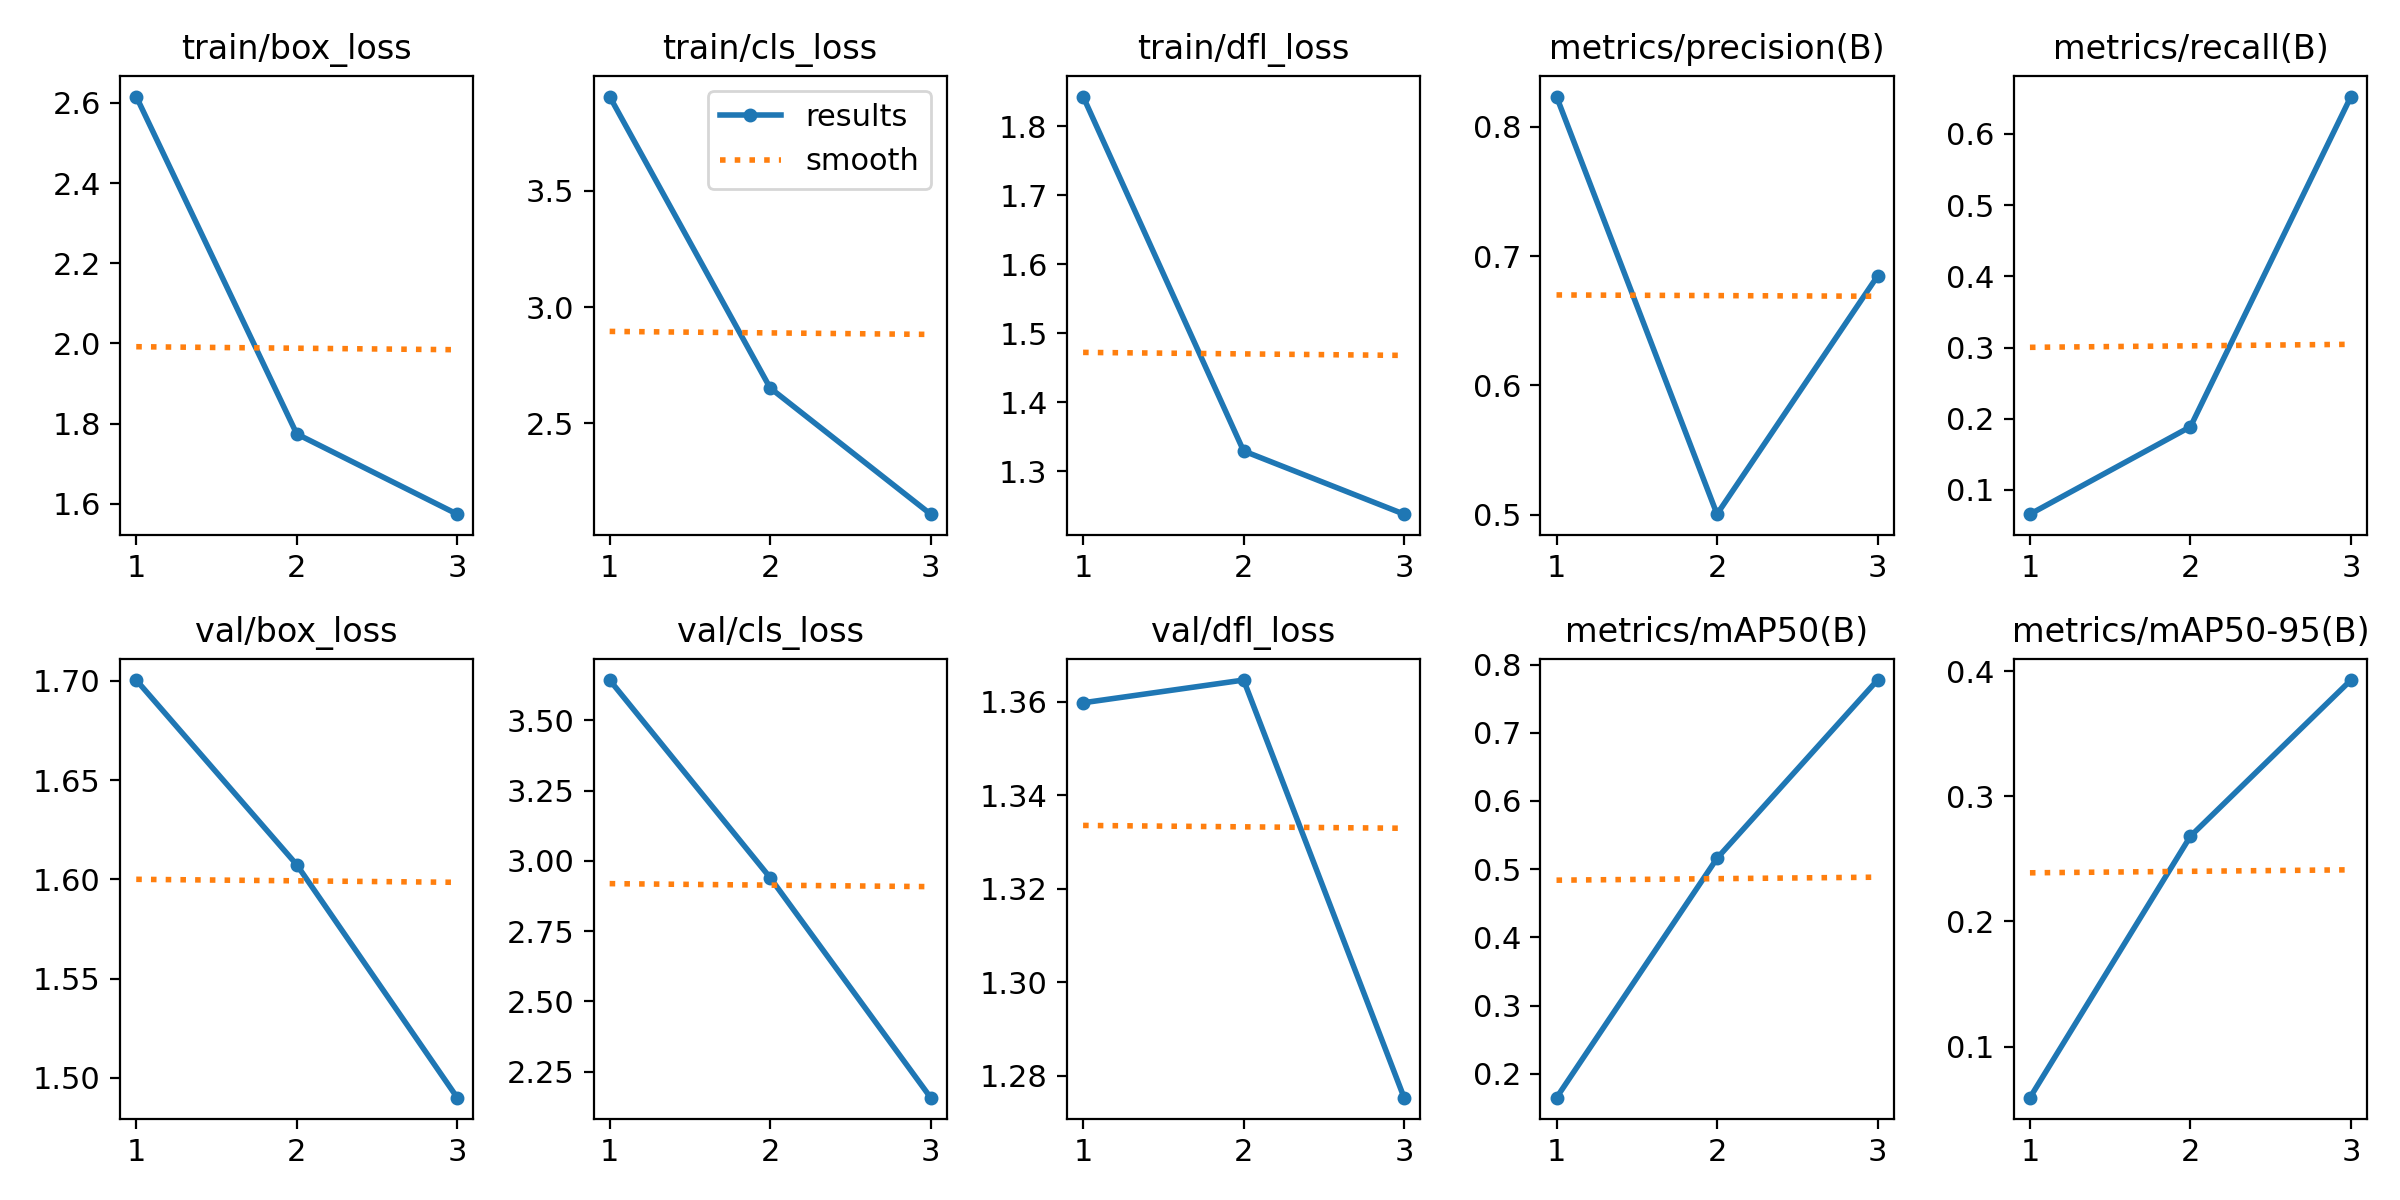 train/box_loss
2.6
2.4
2.2
2.0
1.8
1.6
1 2 3
train/cls_loss
results
smooth
3.5
3.0
2.5
1 2 3
train/dfl_loss
1.8
1.7
1.6
1.5
1.4
1.3
1 2 3
metrics/precision(B)
0.8
0.7
0.6
0.5
1 2 3
metrics/recall(B)
0.6
0.5
0.4
0.3
0.2
0.1
1 2 3
val/box_loss
1.70
1.65
1.60
1.55
1.50
1 2 3
val/cls_loss
3.50
3.25
3.00
2.75
2.50
2.25
1 2 3
val/dfl_loss
1.36
1.34
1.32
1.30
1.28
1 2 3
metrics/mAP50(B)
0.8
0.7
0.6
0.5
0.4
0.3
0.2
1 2 3
metrics/mAP50-95(B)
0.4
0.3
0.2
0.1
1 2 3